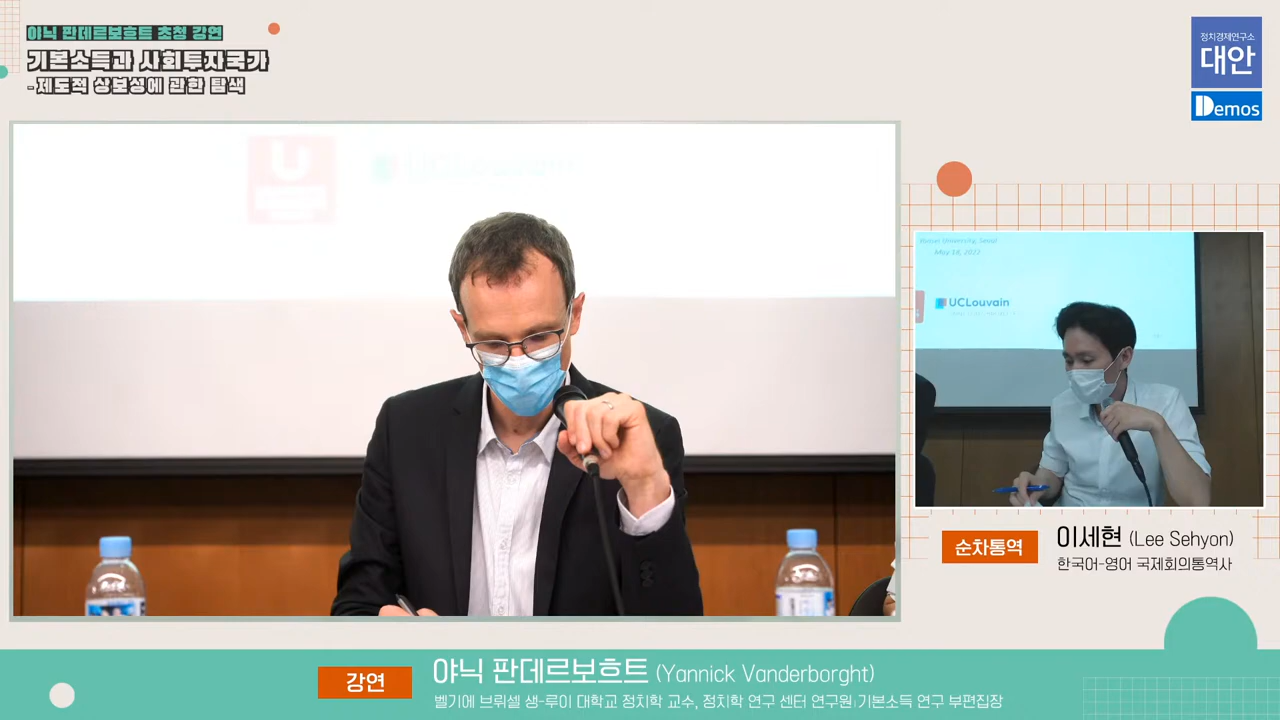 야닉 판데르보흐트 초청 강연
기본소득과 사회투자국가
- 제도적 상보성에 관한 탐색
정치경제연구소
대안
Demos
U
UCLouvain
Hansei University, Seoul
May 18, 2022
UCLouvain
순차통역
이세현 (Lee Sehyon)
한국어-영어 국제회의통역사
강연
야닉 판데르보흐트 (Yannick Vanderborght)
벨기에 브뤼셀 생-루이 대학교 정치학 교수, 정치학 연구 센터 연구원, 기본소득 연구 부편집장